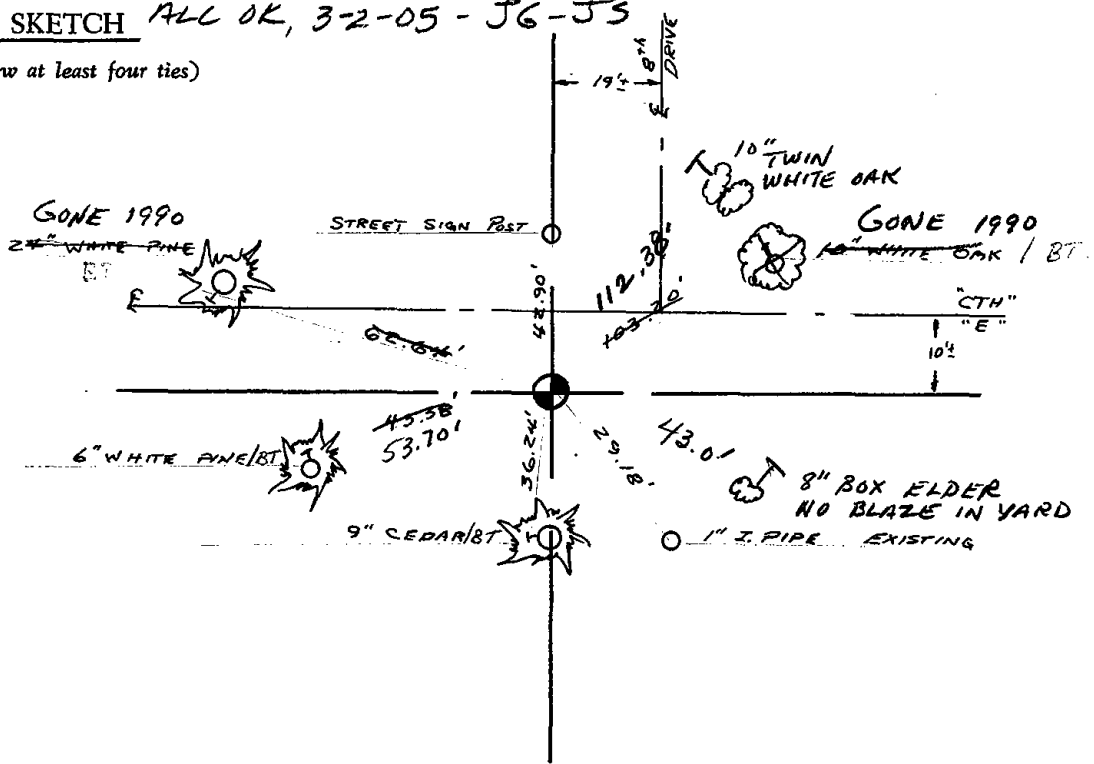 SKETCH ALL OK, 3-2-05 - JG-JS
w at least four ties)
8th DRIVE
19'±
10" TWIN
WHITE OAK
GONE 1990
WHITE PINE
BT
STREET SIGN POST
GONE 1990
10" WHITE OAK / BT.
112.38'
42.90'
"CTH"
"E"
10'±
62.64'
45.58'
53.70'
6" WHITE PINE/BT
36.24'
29.18'
43.0'
8" BOX ELDER
NO BLAZE IN YARD
9" CEDAR/BT
1" I. PIPE EXISTING